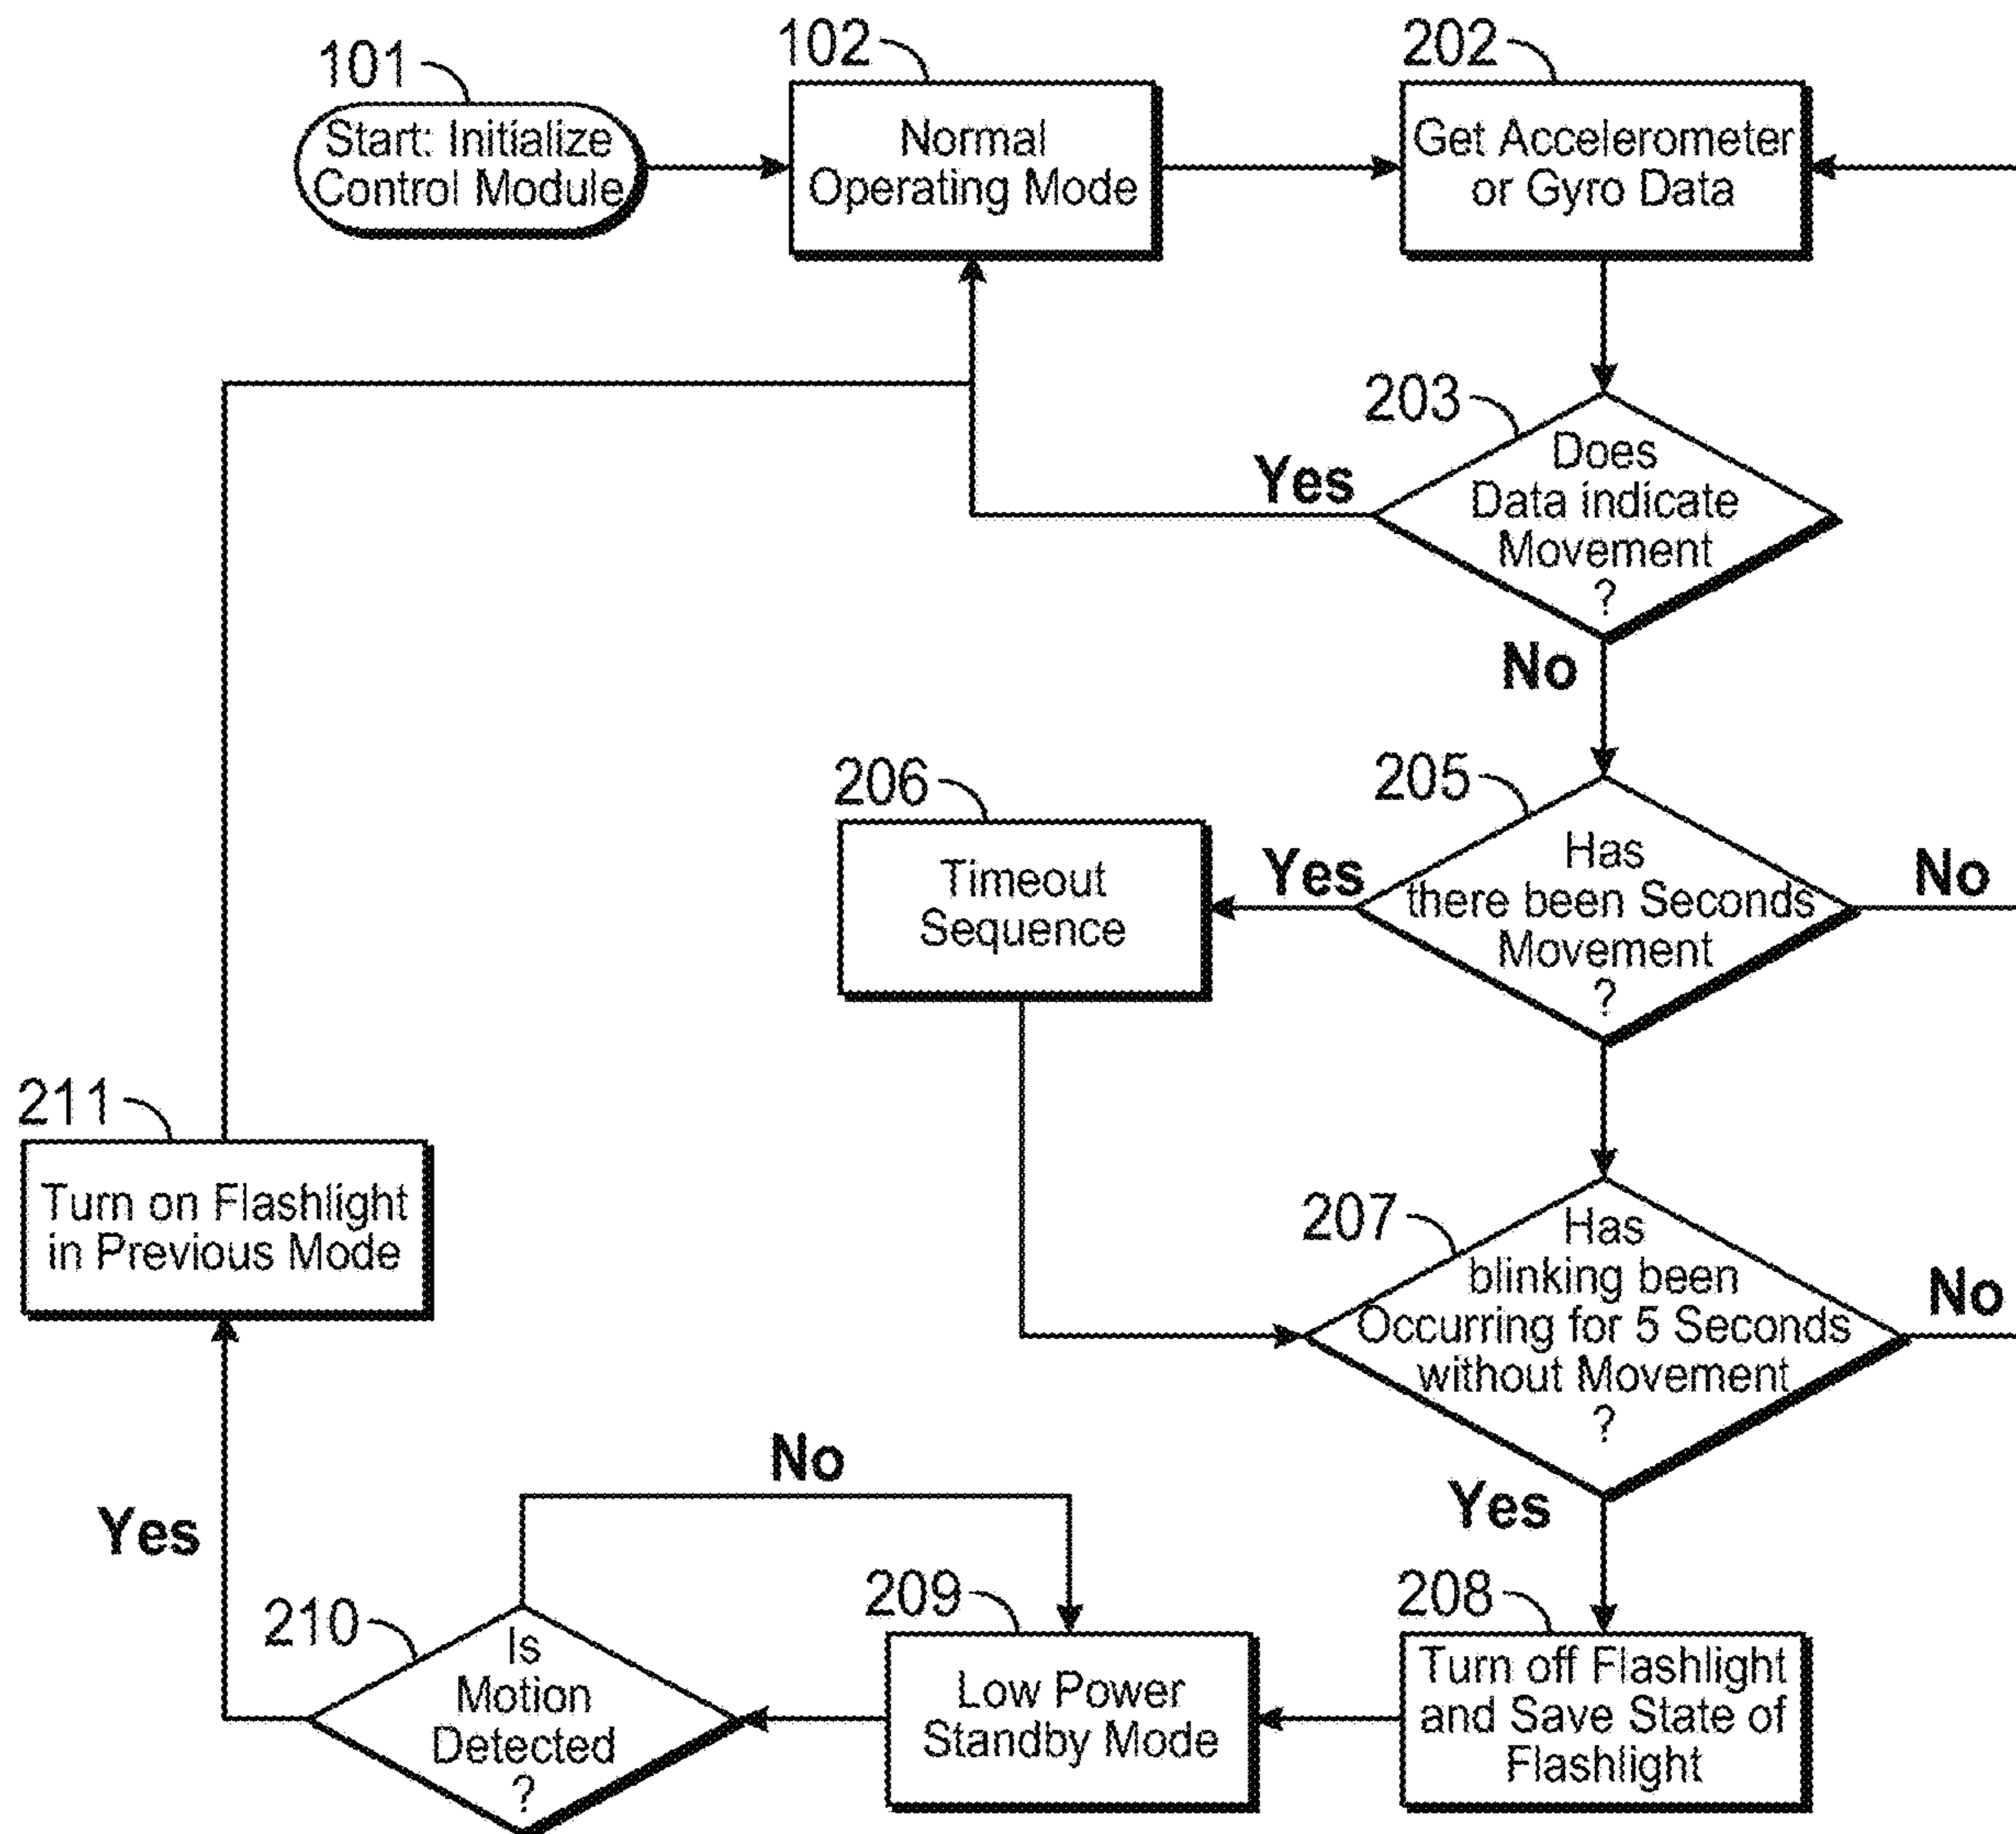 101
Start: Initialize
Control Module
102
Normal
Operating Mode
202
Get Accelerometer
or Gyro Data
203
Does
Data indicate
Movement
?
Yes
No
205
Has
there been Seconds
Movement
?
Yes
No
206
Timeout
Sequence
207
Has
blinking been
Occurring for 5 Seconds
without Movement
?
No
Yes
208
Turn off Flashlight
and Save State of
Flashlight
209
Low Power
Standby Mode
210
Is
Motion
Detected
?
No
Yes
211
Turn on Flashlight
in Previous Mode